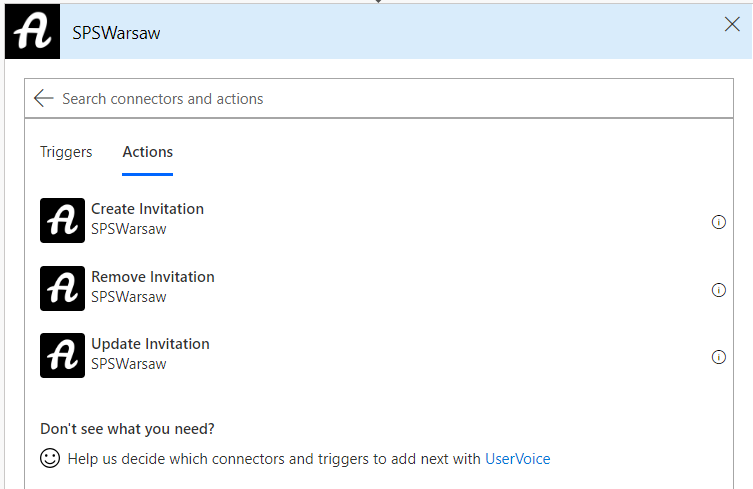 SPSWarsaw
Search connectors and actions
Triggers Actions
Create Invitation
SPSWarsaw
Remove Invitation
SPSWarsaw
Update Invitation
SPSWarsaw
Don't see what you need?
Help us decide which connectors and triggers to add next with UserVoice